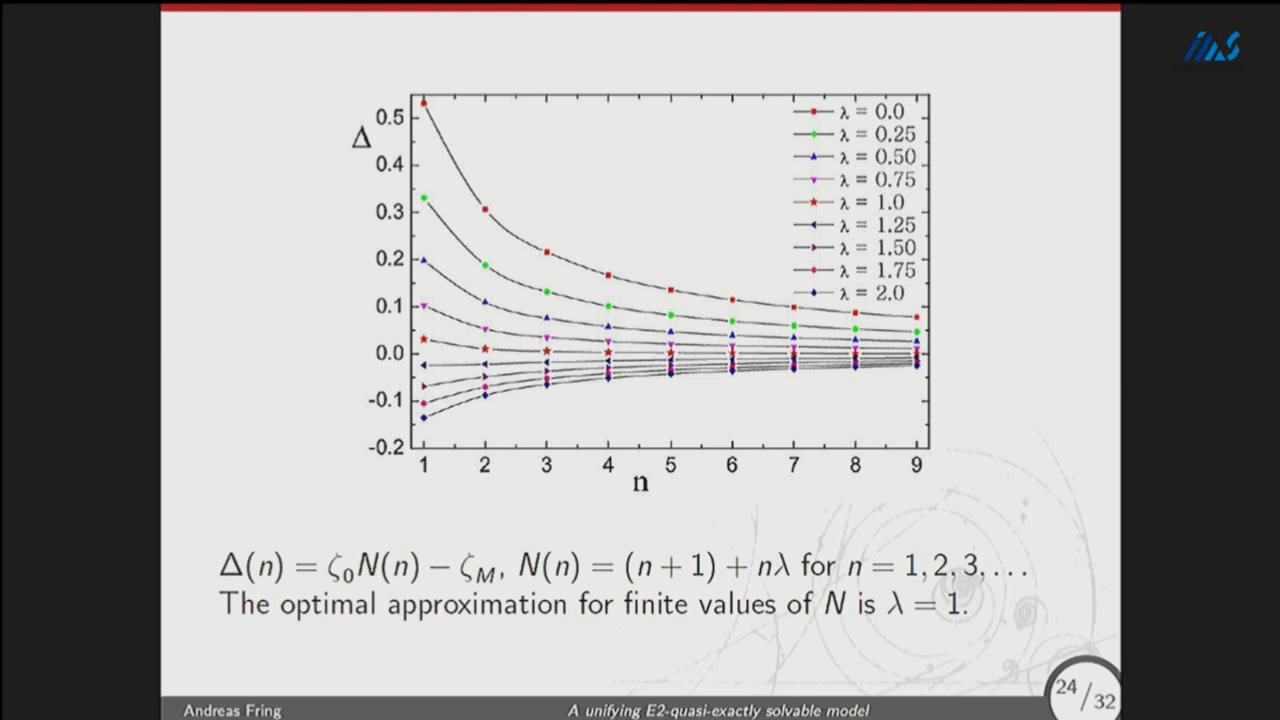 IMS
Δ
0.5
0.4
0.3
0.2
0.1
0.0
-0.1
-0.2
1 2 3 4 5 6 7 8 9
n
λ = 0.0
λ = 0.25
λ = 0.50
λ = 0.75
λ = 1.0
λ = 1.25
λ = 1.50
λ = 1.75
λ = 2.0
Δ(n) = ζ₀N(n) − ζ_M, N(n) = (n + 1) + nλ for n = 1, 2, 3, . . .
The optimal approximation for finite values of N is λ = 1.
Andreas Fring A unifying E2-quasi-exactly solvable model 24/32